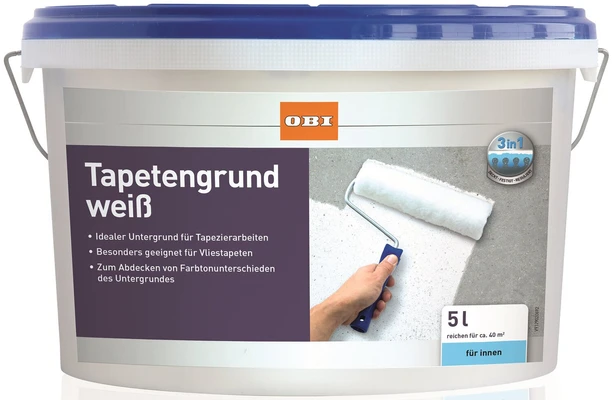 OBI
3in1
Tapetengrund
weiß
• Idealer Untergrund für Tapezierarbeiten
• Besonders geeignet für Vliestapeten
• Zum Abdecken von Farbtonunterschieden
des Untergrundes
5 l
reichen für ca. 40 m²
für innen